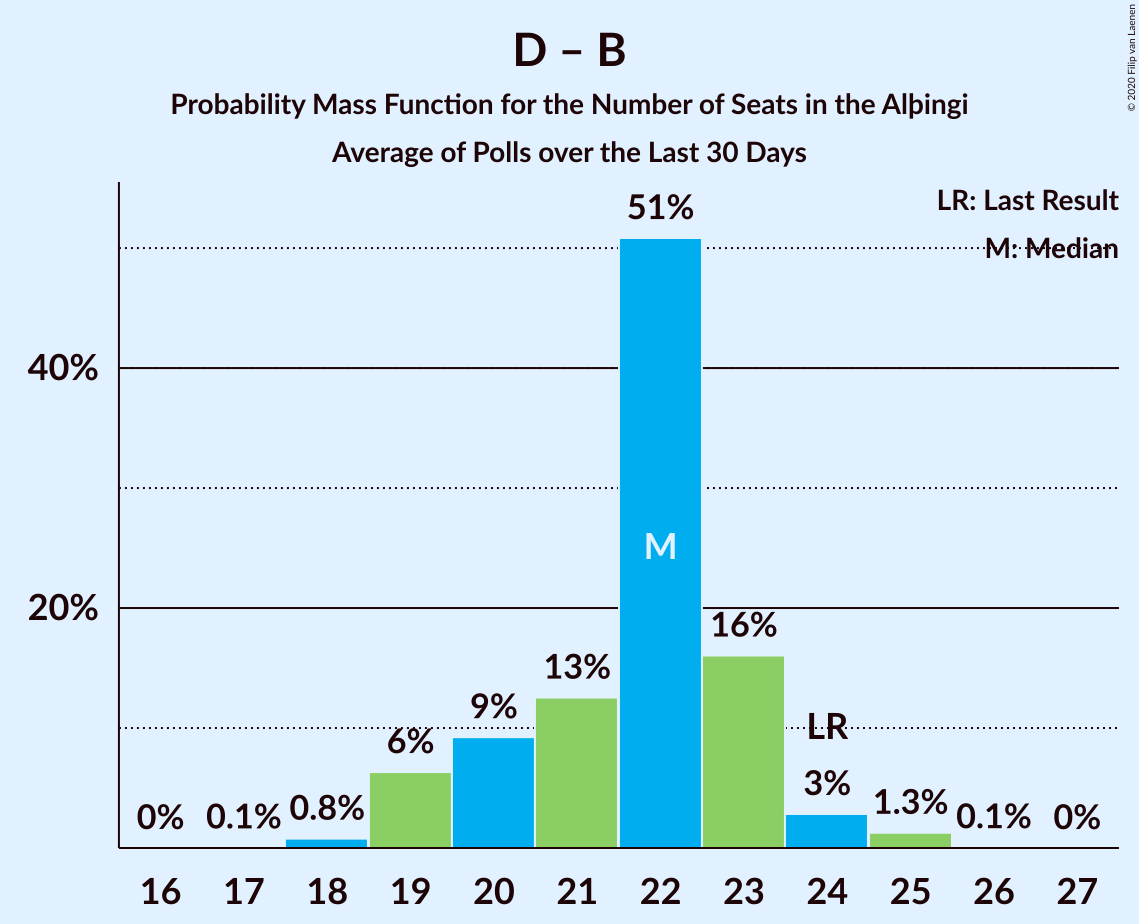 D – B
Probability Mass Function for the Number of Seats in the Alþingi
Average of Polls over the Last 30 Days
© 2020 Filip van Laenen
LR: Last Result
M: Median
51%
40%
M
20%
16%
13%
9%
6%
LR
3%
1.3%
0.8%
0%
0.1%
0.1%
0%
16 17 18 19 20 21 22 23 24 25 26 27